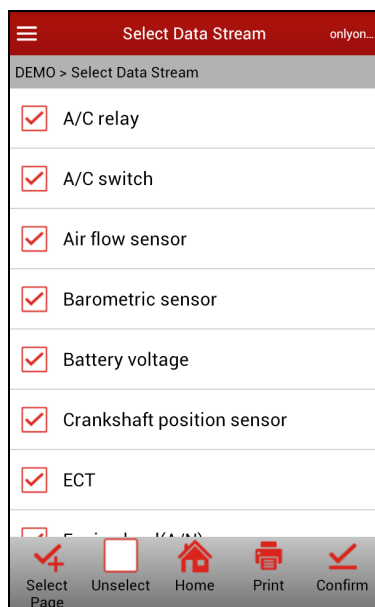 Select Data Stream
onlyon...
DEMO > Select Data Stream
A/C relay
A/C switch
Air flow sensor
Barometric sensor
Battery voltage
Crankshaft position sensor
ECT
Select Page
Unselect
Home
Print
Confirm